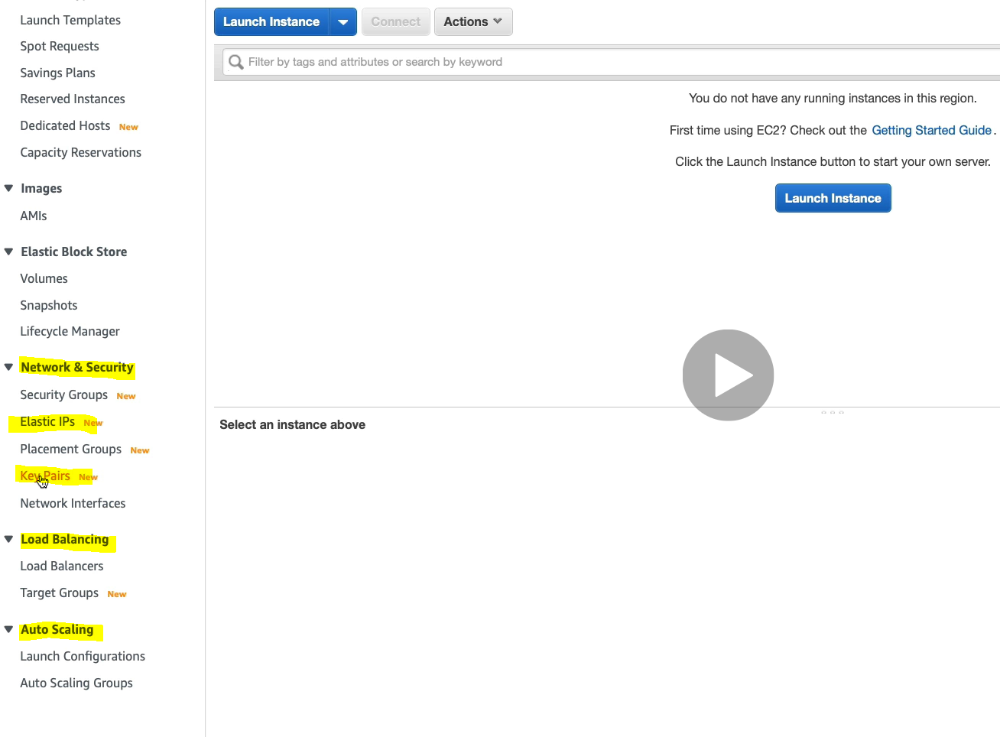 Launch Templates
Spot Requests
Savings Plans
Reserved Instances
Dedicated Hosts New
Capacity Reservations
Images
AMIs
Elastic Block Store
Volumes
Snapshots
Lifecycle Manager
Network & Security
Security Groups New
Elastic IPs New
Placement Groups New
Key Pairs New
Network Interfaces
Load Balancing
Load Balancers
Target Groups New
Auto Scaling
Launch Configurations
Auto Scaling Groups
Launch Instance Connect Actions
Filter by tags and attributes or search by keyword
You do not have any running instances in this region.
First time using EC2? Check out the Getting Started Guide.
Click the Launch Instance button to start your own server.
Launch Instance
Select an instance above